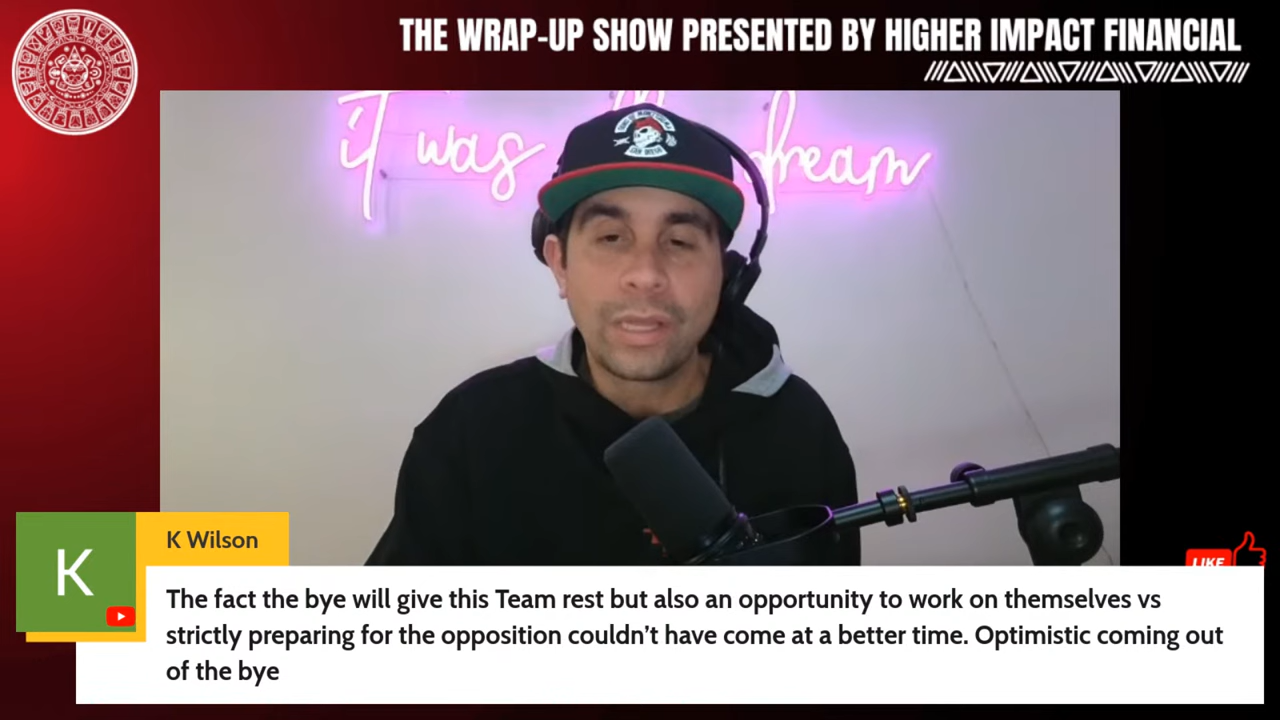 THE WRAP-UP SHOW PRESENTED BY HIGHER IMPACT FINANCIAL
it was dream
LIKE
K
K Wilson
The fact the bye will give this Team rest but also an opportunity to work on themselves vs
strictly preparing for the opposition couldn't have come at a better time. Optimistic coming out
of the bye